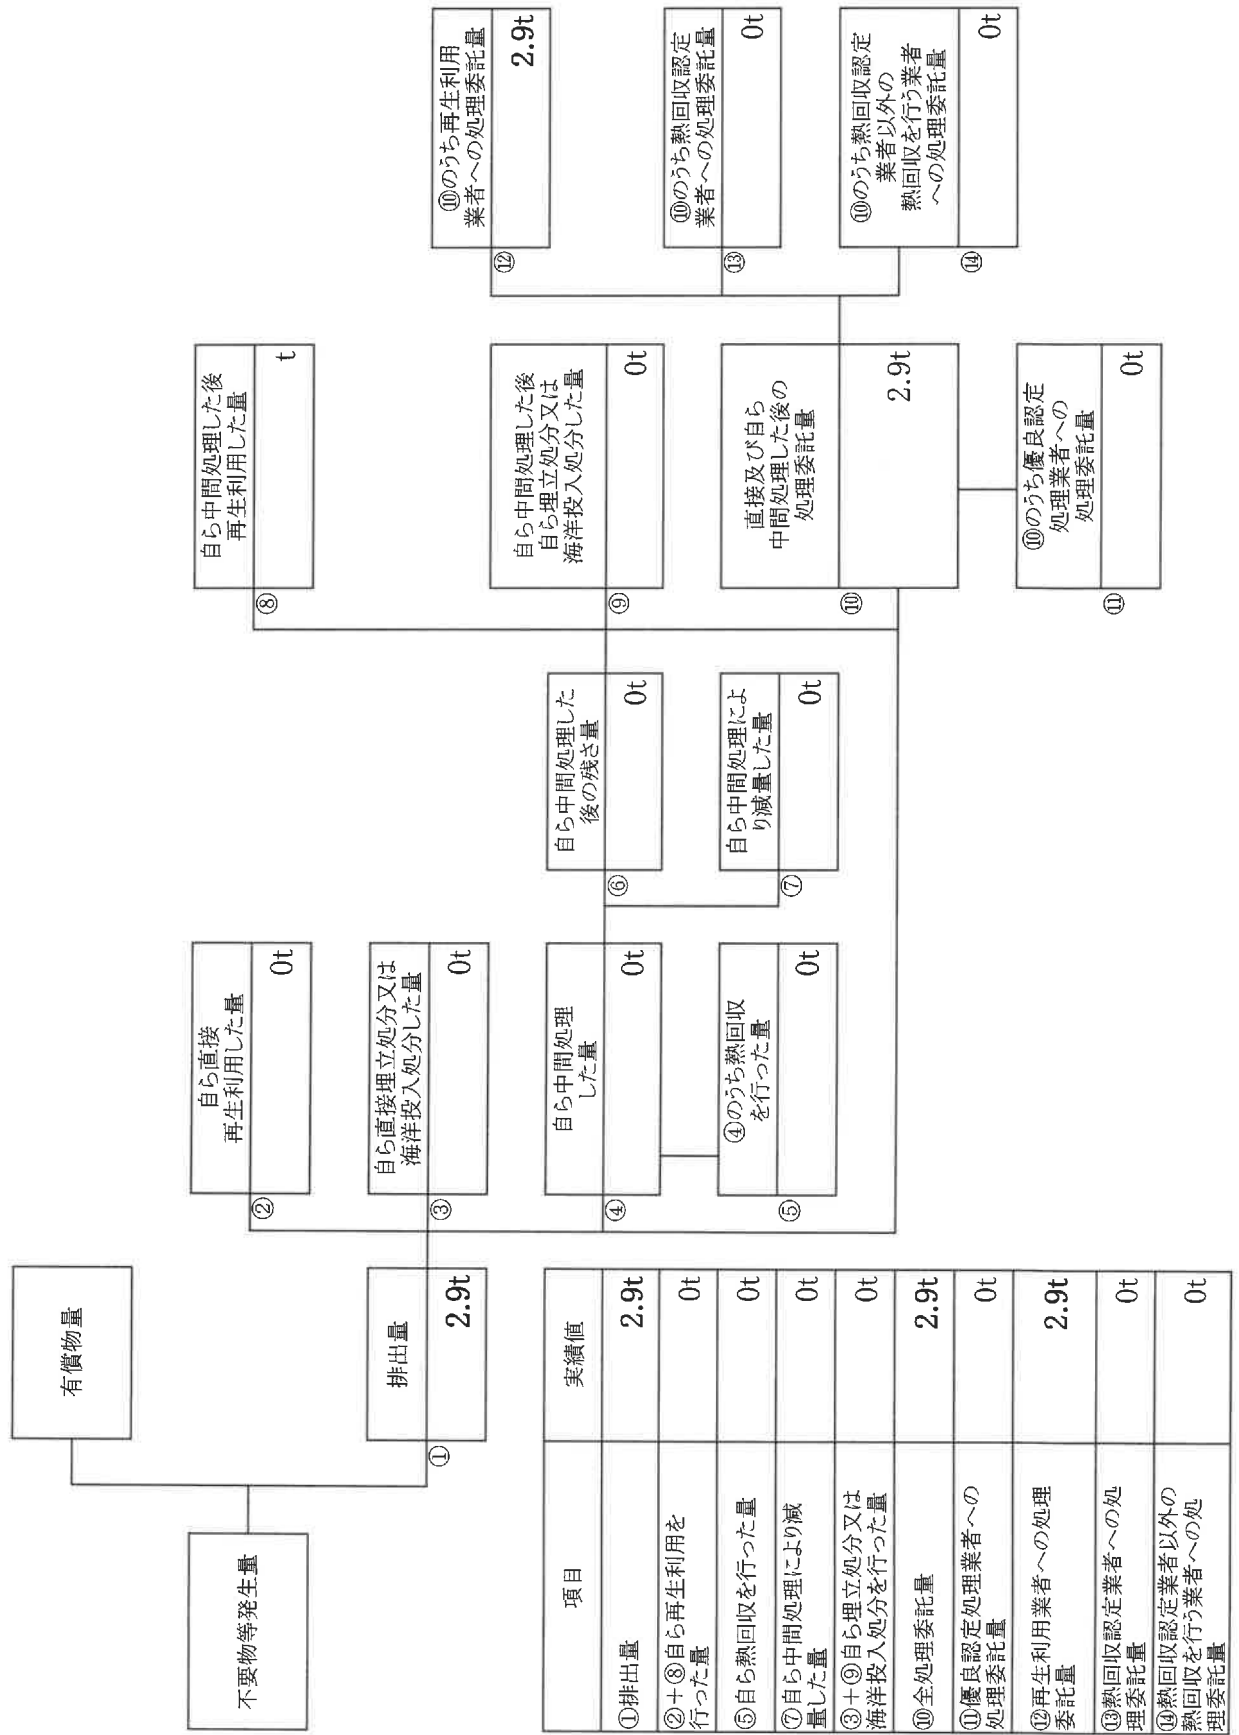 不要物等発生量
有償物量
①
排出量
2.9t
②
自ら直接
再生利用した量
0t
③
自ら直接埋立処分又は
海洋投入処分した量
0t
④
自ら中間処理
した量
0t
⑤
④のうち熱回収
を行った量
0t
⑥
自ら中間処理した
後の残さ量
0t
⑦
自ら中間処理によ
り減量した量
0t
⑧
自ら中間処理した後
再生利用した量
t
⑨
自ら中間処理した後
自ら埋立処分又は
海洋投入処分した量
0t
⑩
直接及び自ら
中間処理した後の
処理委託量
2.9t
⑪
⑩のうち優良認定
処理業者への
処理委託量
0t
⑫
⑩のうち再生利用
業者への処理委託量
2.9t
⑬
⑩のうち熱回収認定
業者への処理委託量
0t
⑭
⑩のうち熱回収認定
業者以外の
熱回収を行う業者
への処理委託量
0t
項目
実績値
①排出量
2.9t
②+⑧自ら再生利用を
行った量
0t
⑤自ら熱回収を行った量
0t
⑦自ら中間処理により減
量した量
0t
③+⑨自ら埋立処分又は
海洋投入処分を行った量
0t
⑩全処理委託量
2.9t
⑪優良認定処理業者への
処理委託量
0t
⑫再生利用業者への処理
委託量
2.9t
⑬熱回収認定業者への処
理委託量
0t
⑭熱回収認定業者以外の
熱回収を行う業者への処
理委託量
0t